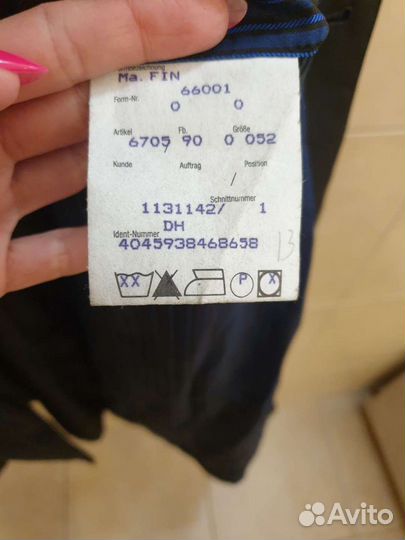 Ma. FIN
Form-Nr. 66001
0 0
Artikel Fb. Größe
6705 90 0 052
Kunde Auftrag Position
/
Schnittnummer
1131142/ 1
DH
Ident-Nummer
4045938468658
13
XX P X
Avito